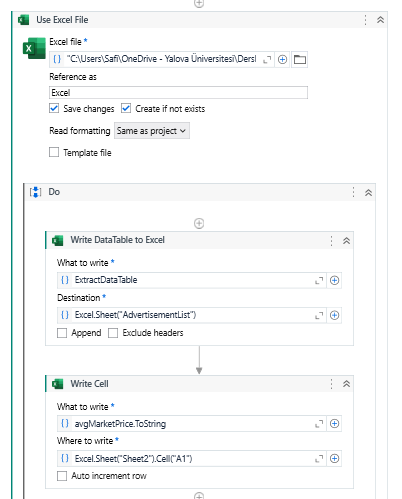 Use Excel File
Excel file *
"C:\Users\Safi\OneDrive - Yalova Üniversitesi\Dersl
Reference as
Excel
Save changes Create if not exists
Read formatting Same as project
Template file
Do
Write DataTable to Excel
What to write *
ExtractDataTable
Destination *
Excel.Sheet("AdvertisementList")
Append Exclude headers
Write Cell
What to write *
avgMarketPrice.ToString
Where to write *
Excel.Sheet("Sheet2").Cell("A1")
Auto increment row